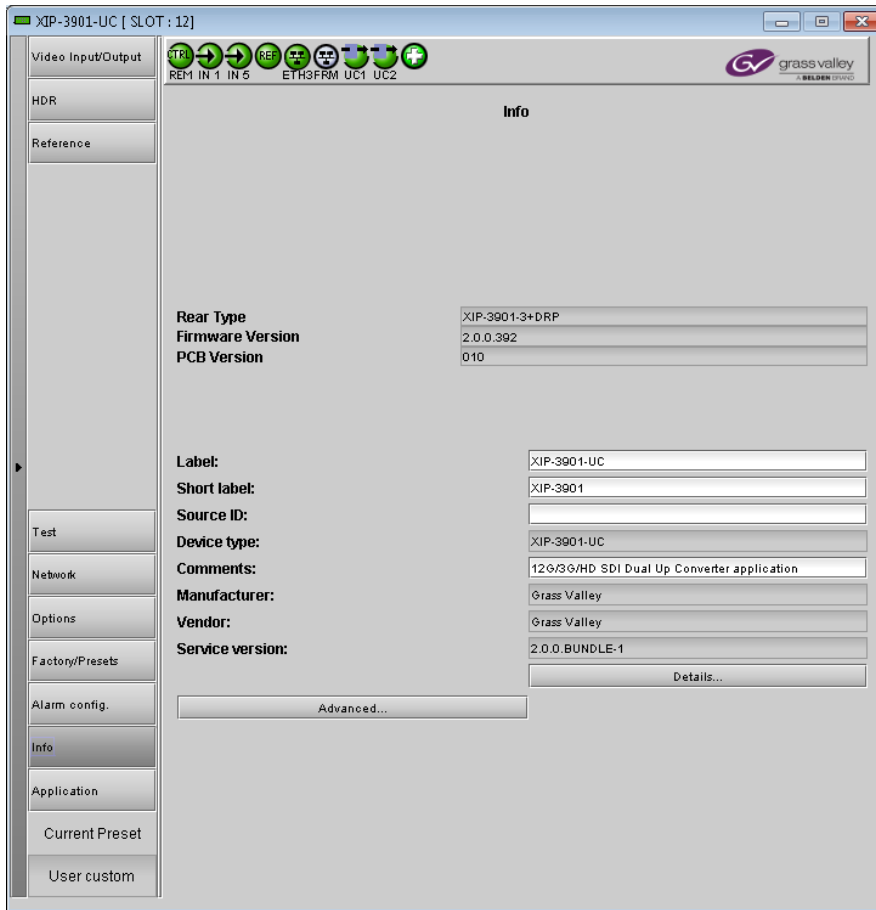 XIP-3901-UC [ SLOT : 12]
Video Input/Output
HDR
Reference
Test
Network
Options
Factory/Presets
Alarm config.
Info
Application
Current Preset
User custom
CTRL REF
REM IN 1 IN 5 ETH3FRM UC1 UC2
GV grass valley
A BELDEN BRAND
Info
Rear Type XIP-3901-3+DRP
Firmware Version 2.0.0.392
PCB Version 010
Label: XIP-3901-UC
Short label: XIP-3901
Source ID:
Device type: XIP-3901-UC
Comments: 12G/3G/HD SDI Dual Up Converter application
Manufacturer: Grass Valley
Vendor: Grass Valley
Service version: 2.0.0.BUNDLE-1
Details...
Advanced...